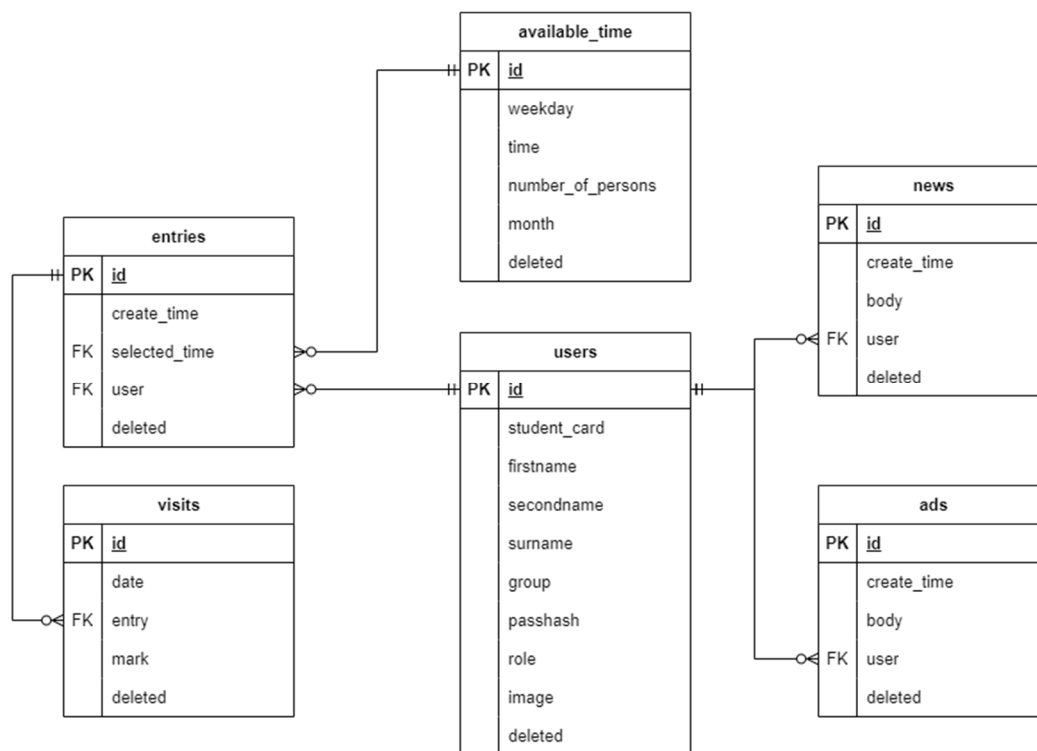 available_time
PK id
weekday
time
number_of_persons
month
deleted
entries
PK id
create_time
FK selected_time
FK user
deleted
visits
PK id
date
FK entry
mark
deleted
users
PK id
student_card
firstname
secondname
surname
group
passhash
role
image
deleted
news
PK id
create_time
body
FK user
deleted
ads
PK id
create_time
body
FK user
deleted